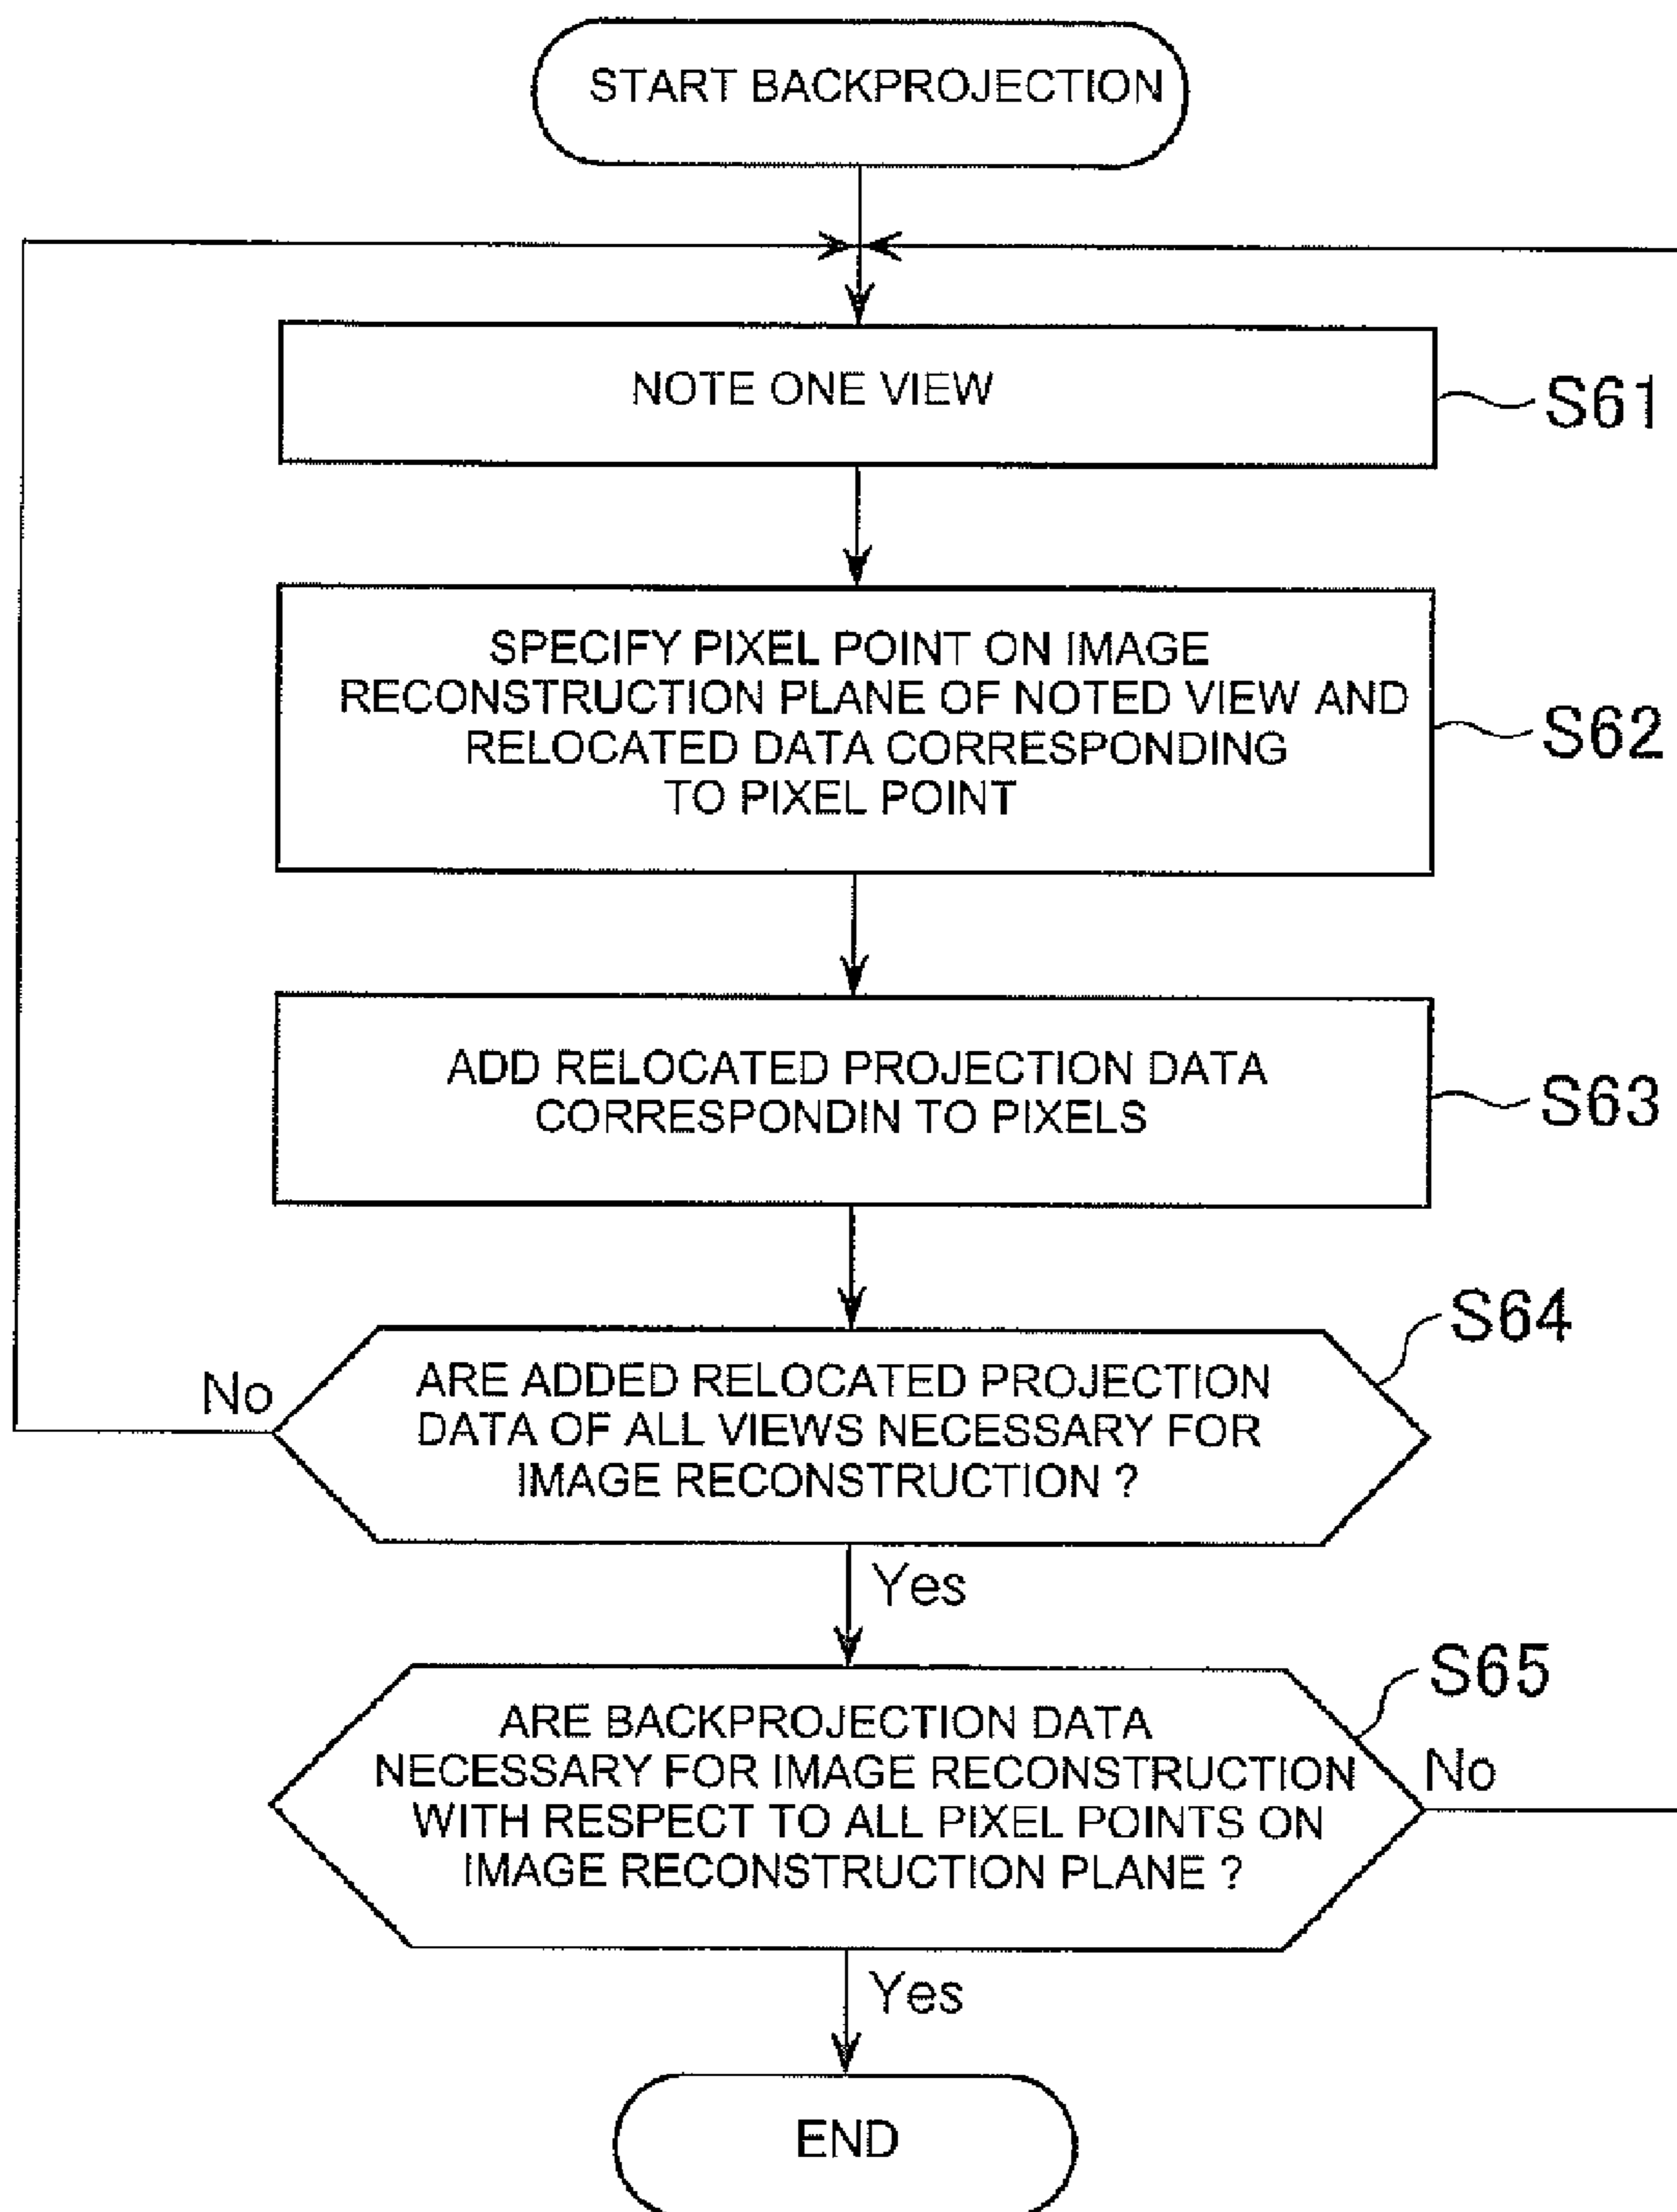 START BACKPROJECTION
NOTE ONE VIEW
S61
SPECIFY PIXEL POINT ON IMAGE
RECONSTRUCTION PLANE OF NOTED VIEW AND
RELOCATED DATA CORRESPONDING
TO PIXEL POINT
S62
ADD RELOCATED PROJECTION DATA
CORRESPONDIN TO PIXELS
S63
S64
No
ARE ADDED RELOCATED PROJECTION
DATA OF ALL VIEWS NECESSARY FOR
IMAGE RECONSTRUCTION ?
Yes
S65
ARE BACKPROJECTION DATA
NECESSARY FOR IMAGE RECONSTRUCTION
WITH RESPECT TO ALL PIXEL POINTS ON
IMAGE RECONSTRUCTION PLANE ?
No
Yes
END